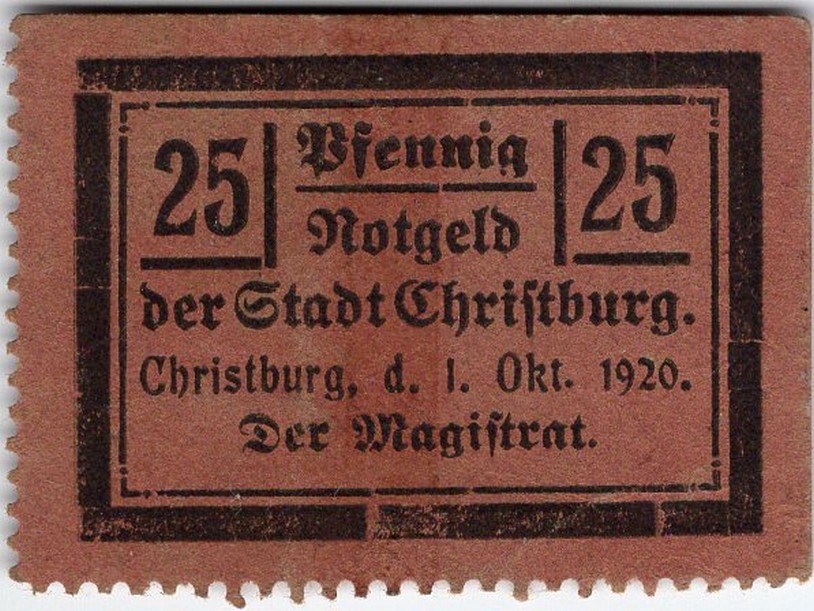 25 Pfennig 25
Notgeld
der Stadt Chriſtburg.
Christburg, d. 1. Okt. 1920.
Der Magiſtrat.